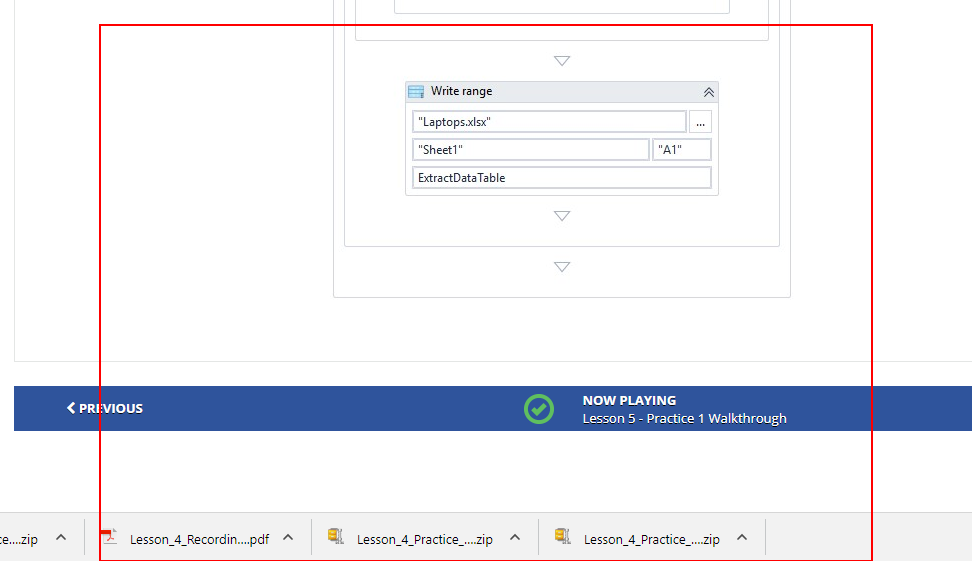 Write range
"Laptops.xlsx" ...
"Sheet1" "A1"
ExtractDataTable
PREVIOUS
NOW PLAYING
Lesson 5 - Practice 1 Walkthrough
ce....zip
Lesson_4_Recordin....pdf
Lesson_4_Practice_....zip
Lesson_4_Practice_....zip